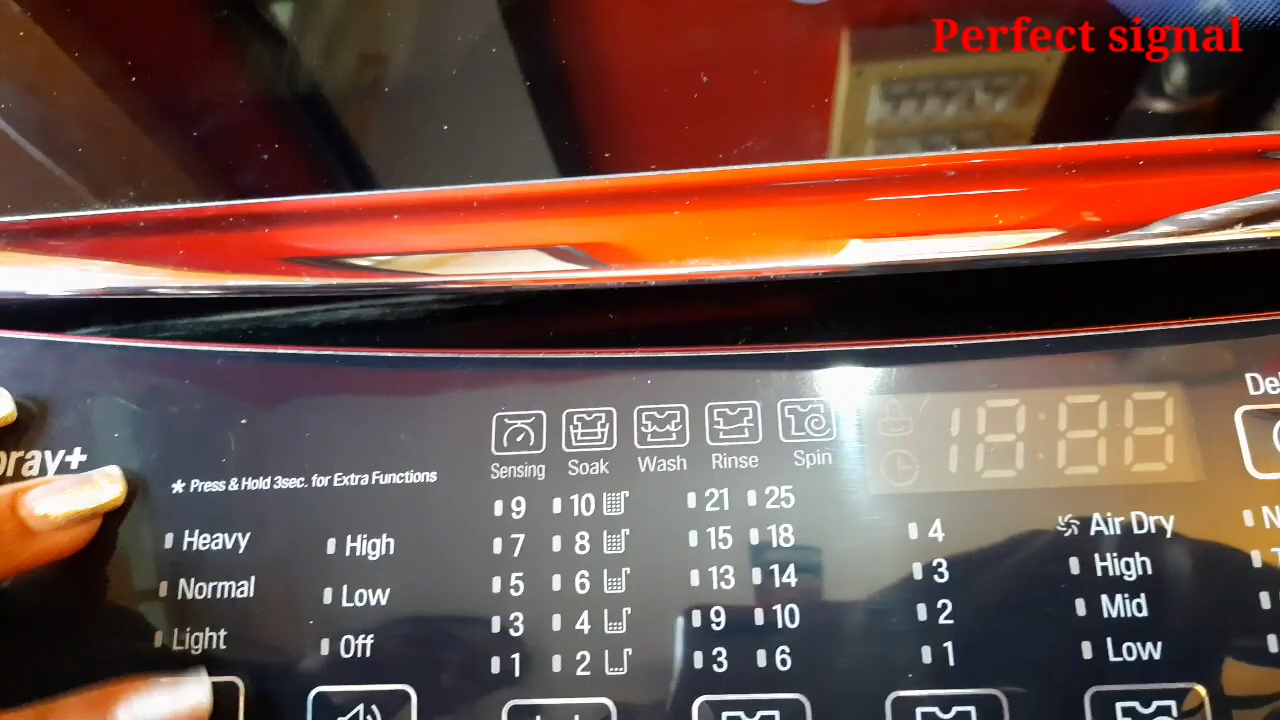 Perfect signal
Del
pray+
* Press & Hold 3sec. for Extra Functions
Sensing Soak Wash Rinse Spin
18:88
Heavy
Normal
Light
High
Low
Off
9 10
7 8
5 6
3 4
1 2
21 25
15 18
13 14
9 10
3 6
4
3
2
1
Air Dry
High
Mid
Low